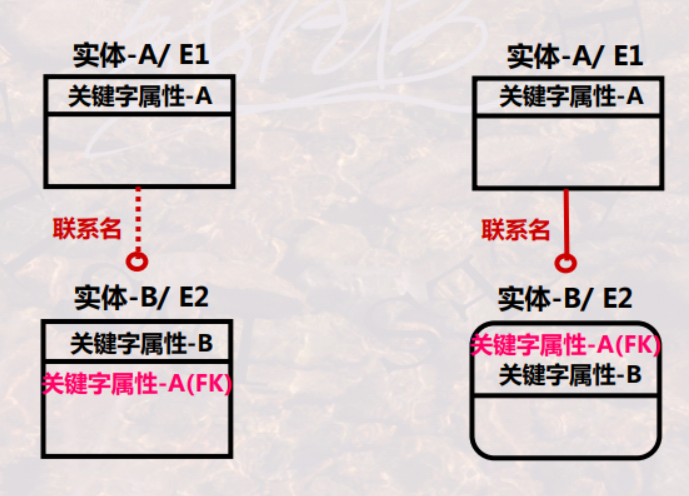 实体-A/ E1
关键字属性-A
联系名
实体-B/ E2
关键字属性-B
关键字属性-A(FK)
实体-A/ E1
关键字属性-A
联系名
实体-B/ E2
关键字属性-A(FK)
关键字属性-B